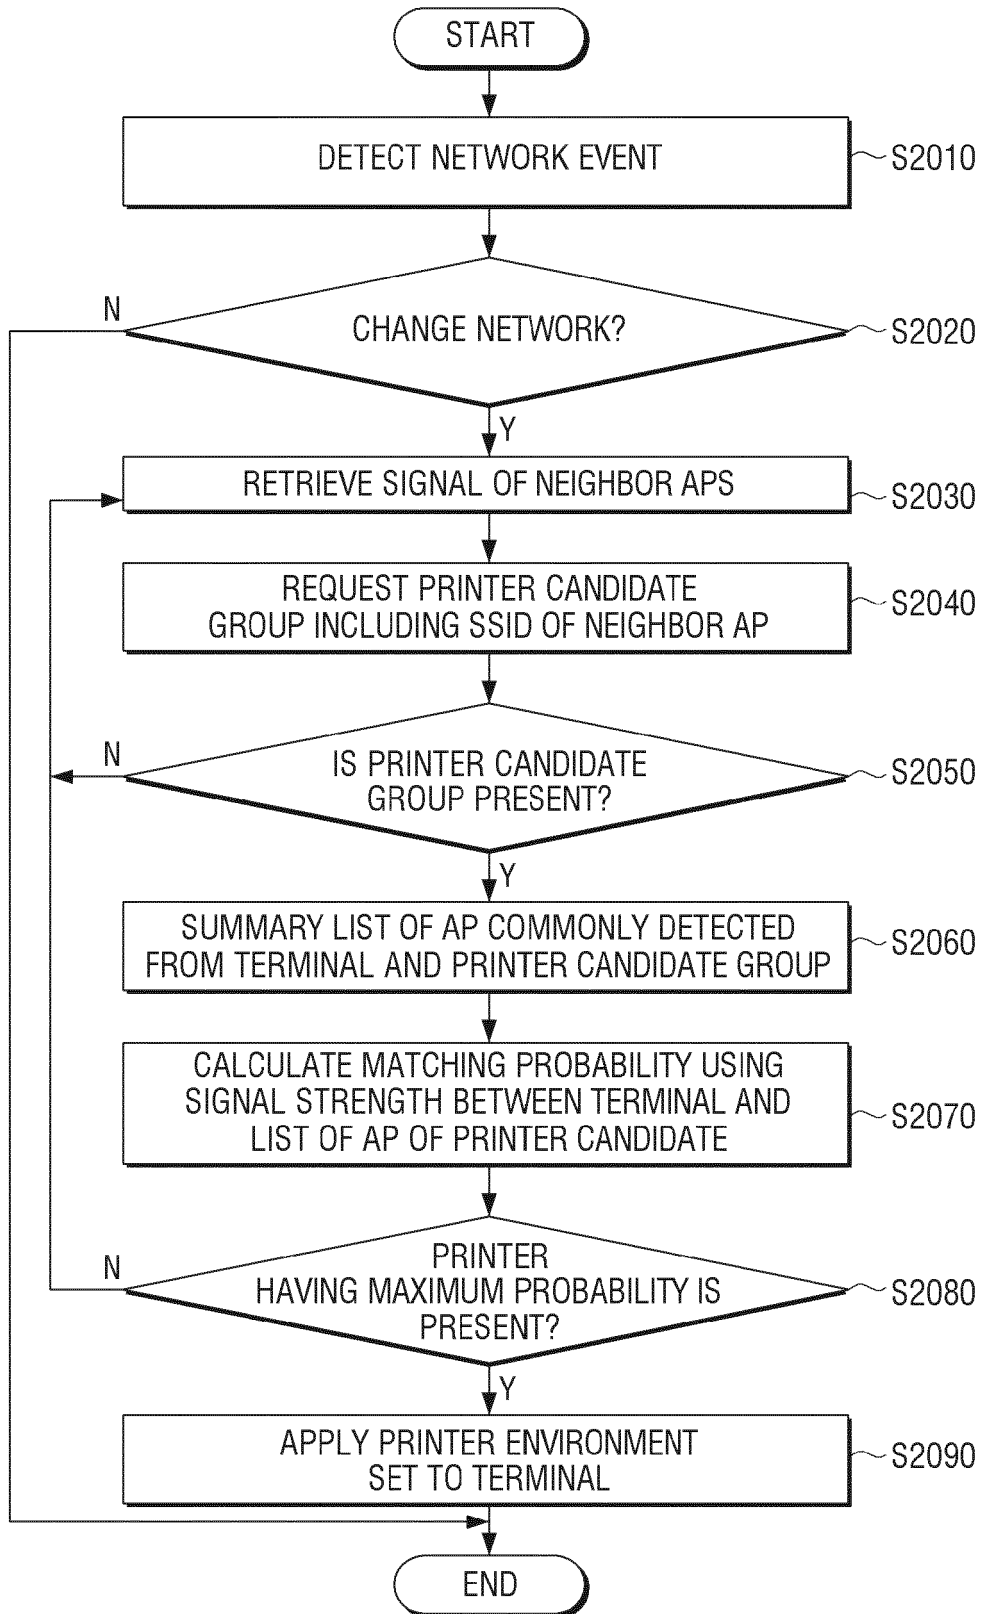 START
DETECT NETWORK EVENT
S2010
N
CHANGE NETWORK?
S2020
Y
RETRIEVE SIGNAL OF NEIGHBOR APS
S2030
REQUEST PRINTER CANDIDATE
GROUP INCLUDING SSID OF NEIGHBOR AP
S2040
N
IS PRINTER CANDIDATE
GROUP PRESENT?
S2050
Y
SUMMARY LIST OF AP COMMONLY DETECTED
FROM TERMINAL AND PRINTER CANDIDATE GROUP
S2060
CALCULATE MATCHING PROBABILITY USING
SIGNAL STRENGTH BETWEEN TERMINAL AND
LIST OF AP OF PRINTER CANDIDATE
S2070
N
PRINTER
HAVING MAXIMUM PROBABILITY IS
PRESENT?
S2080
Y
APPLY PRINTER ENVIRONMENT
SET TO TERMINAL
S2090
END